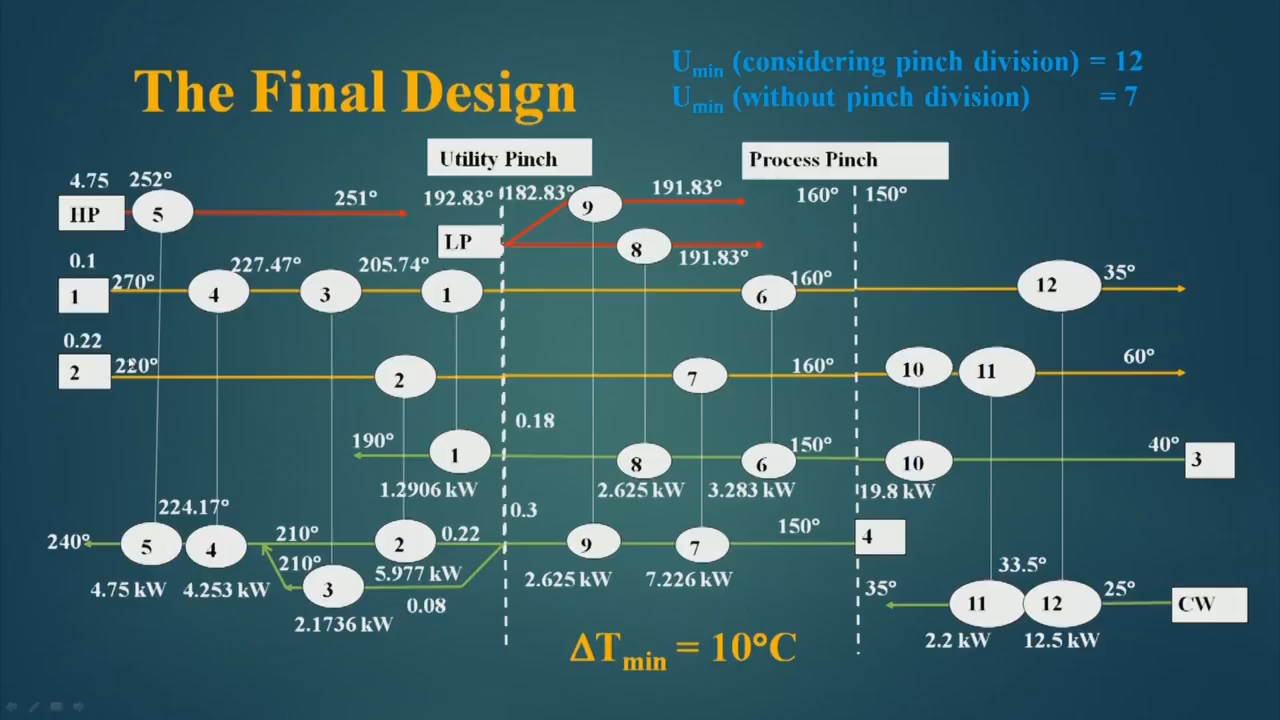 The Final Design
Umin (considering pinch division) = 12
Umin (without pinch division) = 7
Utility Pinch
Process Pinch
4.75 252°
HP 5 251° 192.83° 182.83° 9 191.83° 160° 150°
LP 8 191.83°
0.1
1 270° 4 227.47° 3 205.74° 1 6 160° 12 35°
0.22
2 220° 2 7 160° 10 11 60°
0.18
190° 1 8 6 150° 10 40° 3
1.2906 kW 2.625 kW 3.283 kW 19.8 kW
224.17° 0.3
240° 5 4 210° 2 0.22 9 7 150° 4
210° 5.977 kW 2.625 kW 7.226 kW 33.5°
4.75 kW 4.253 kW 3 0.08 35° 11 12 25° CW
2.1736 kW 2.2 kW 12.5 kW
ΔTmin = 10°C